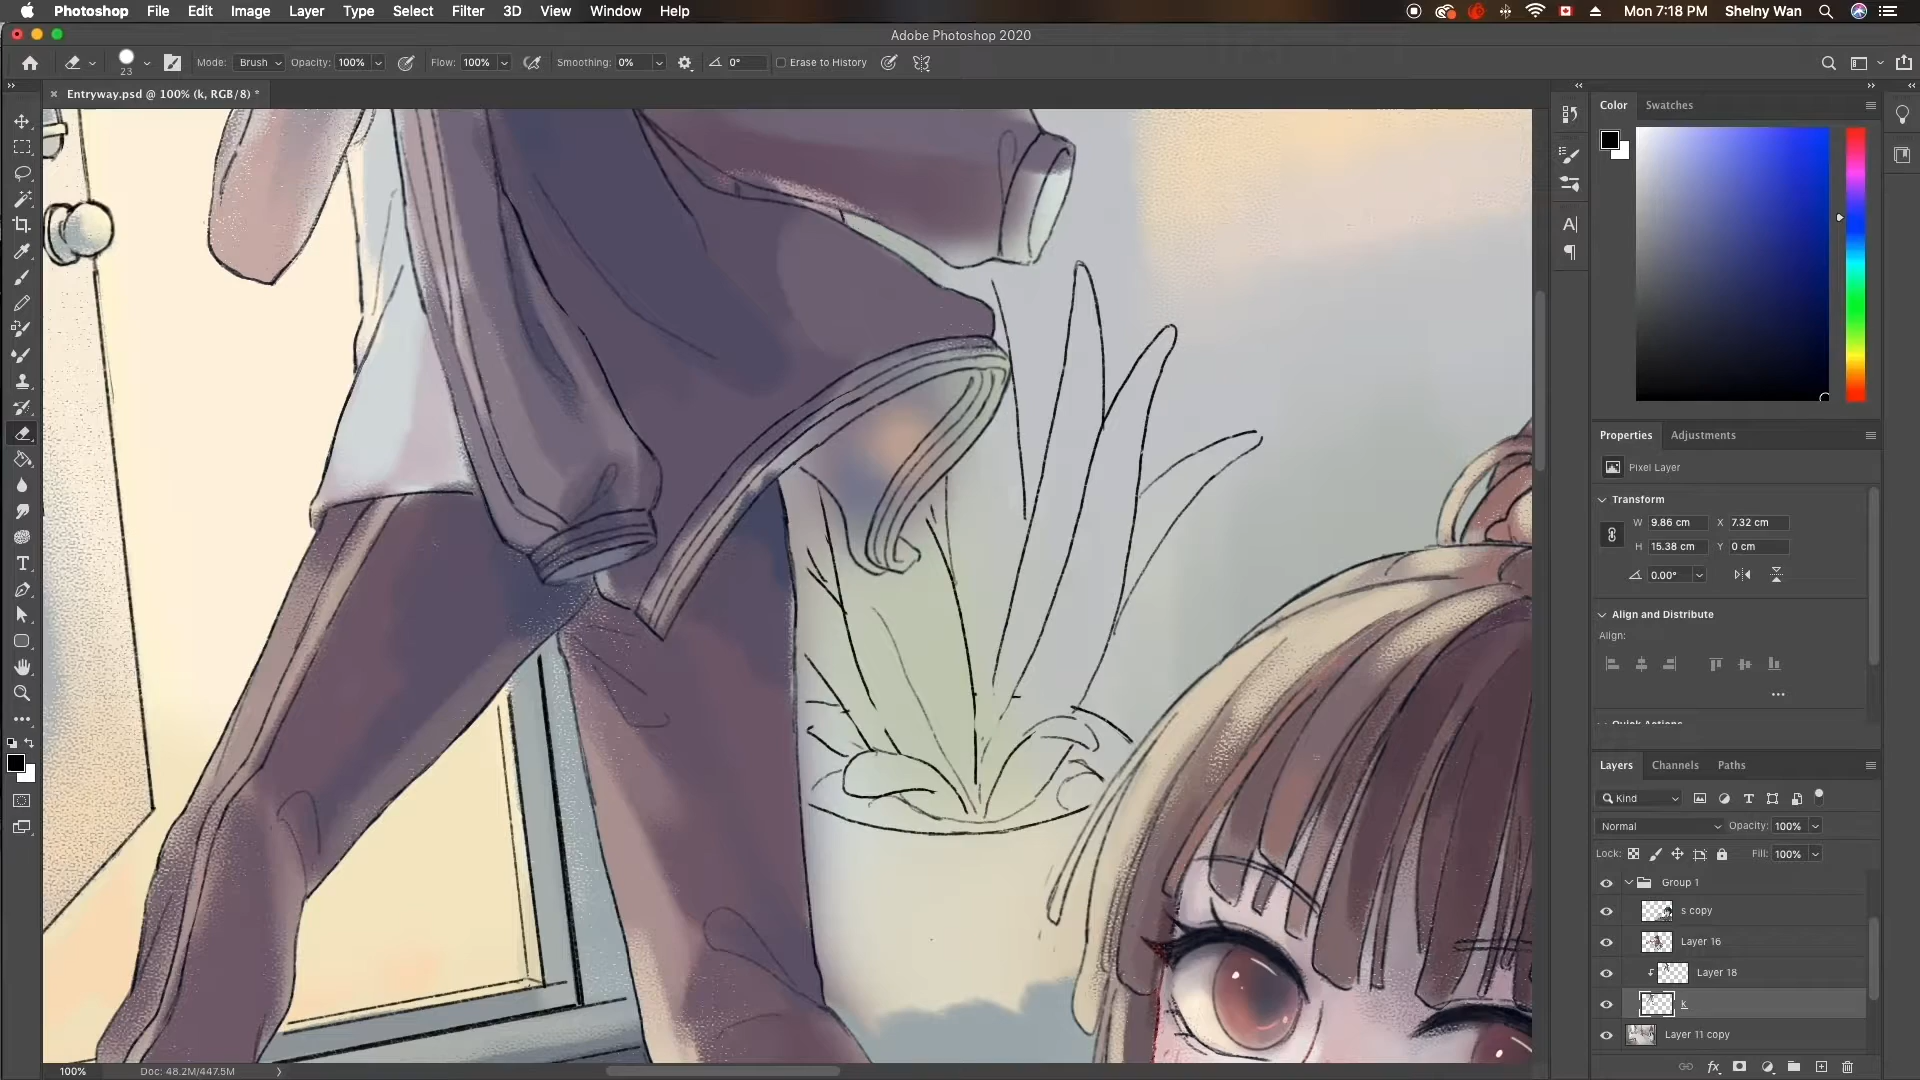 Photoshop File Edit Image Layer Type Select Filter 3D View Window Help Mon 7:18 PM Shelny Wan
Adobe Photoshop 2020
23 Mode: Brush Opacity: 100% Flow: 100% Smoothing: 0% 0° Erase to History
Entryway.psd @ 100% (k, RGB/8) *
Color Swatches
Properties Adjustments
Pixel Layer
Transform
W 9.86 cm X 7.32 cm
H 15.38 cm Y 0 cm
0.00°
Align and Distribute
Align:
Quick Actions
Layers Channels Paths
Kind
Normal Opacity: 100%
Lock: Fill: 100%
Group 1
s copy
Layer 16
Layer 18
k
Layer 11 copy
100% Doc: 48.2M/447.5M